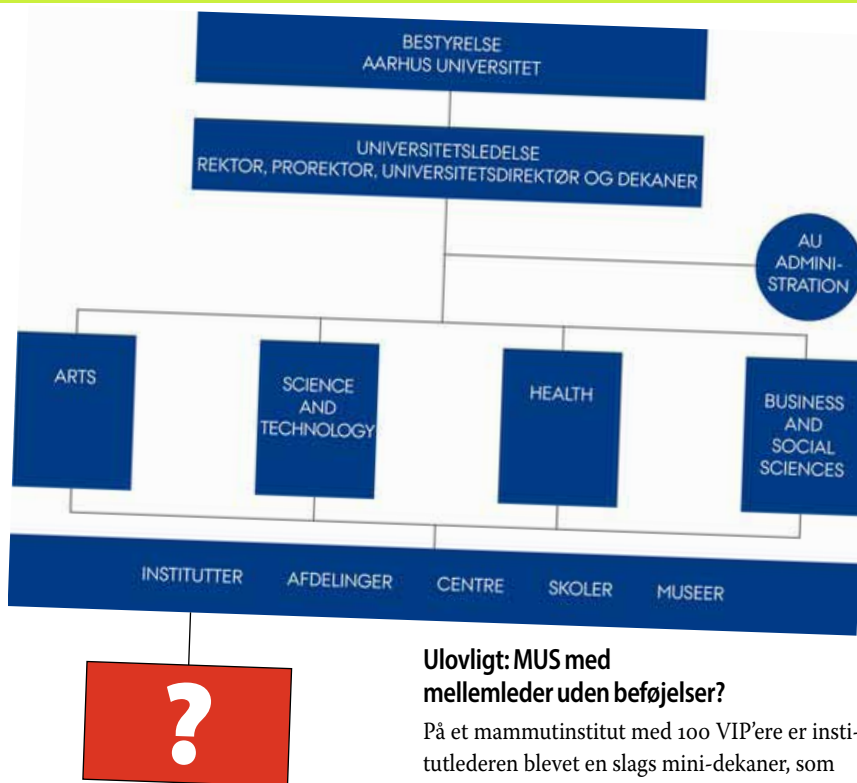 BESTYRELSE
AARHUS UNIVERSITET
UNIVERSITETSLEDELSE
REKTOR, PROREKTOR, UNIVERSITETSDIREKTØR OG DEKANER
AU
ADMINI-
STRATION
ARTS
SCIENCE
AND
TECHNOLOGY
HEALTH
BUSINESS
AND
SOCIAL
SCIENCES
INSTITUTTER AFDELINGER CENTRE SKOLER MUSEER
?
Ulovligt: MUS med
mellemleder uden beføjelser?
På et mammutinstitut med 100 VIP'ere er insti-
tutlederen blevet en slags mini-dekaner, som